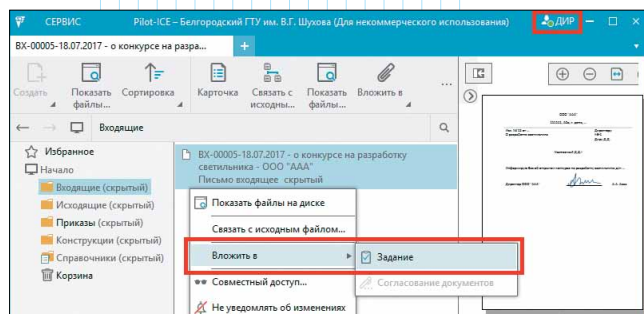 СЕРВИС
Pilot-ICE – Белгородский ГТУ им. В.Г. Шухова (Для некоммерческого использования)
ДИР
ВХ-00005-18.07.2017 - о конкурсе на разра...
Создать
Показать файлы...
Сортировка
Карточка
Связать с исходны...
Показать файлы...
Вложить в
...
Входящие
Избранное
Начало
Входящие (скрытый)
Исходящие (скрытый)
Приказы (скрытый)
Конструкции (скрытый)
Справочники (скрытый)
Корзина
ВХ-00005-18.07.2017 - о конкурсе на разработку
светильника - ООО "ААА"
Письмо входящее скрытый
Показать файлы на диске
Связать с исходным файлом...
Вложить в
Задание
Согласование документов
Совместный доступ...
Не уведомлять об изменениях
ООО "ААА"